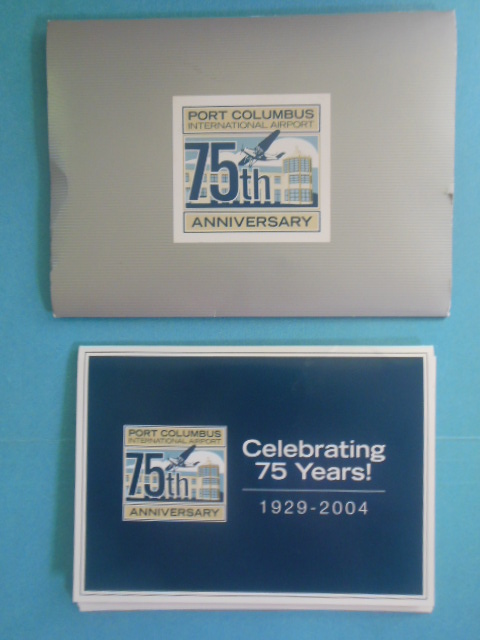 PORT COLUMBUS
INTERNATIONAL AIRPORT
75th
ANNIVERSARY
PORT COLUMBUS
INTERNATIONAL AIRPORT
75th
ANNIVERSARY
Celebrating
75 Years!
1929-2004